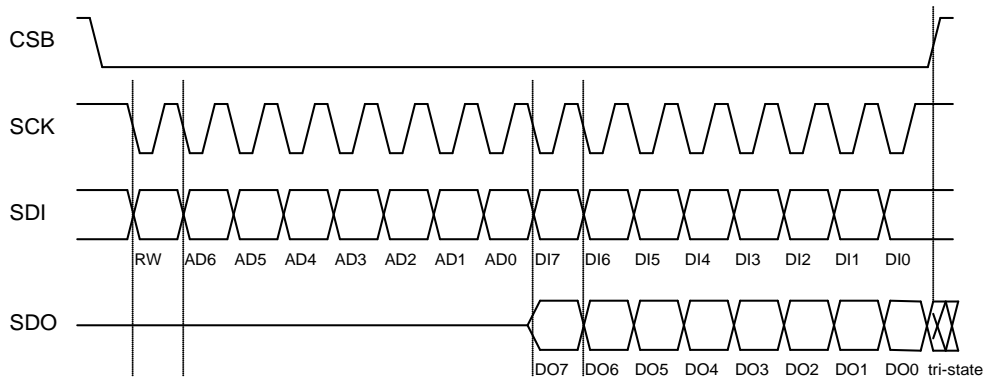 CSB
SCK
SDI
RW AD6 AD5 AD4 AD3 AD2 AD1 AD0 DI7 DI6 DI5 DI4 DI3 DI2 DI1 DI0
SDO
DO7 DO6 DO5 DO4 DO3 DO2 DO1 DO0 tri-state